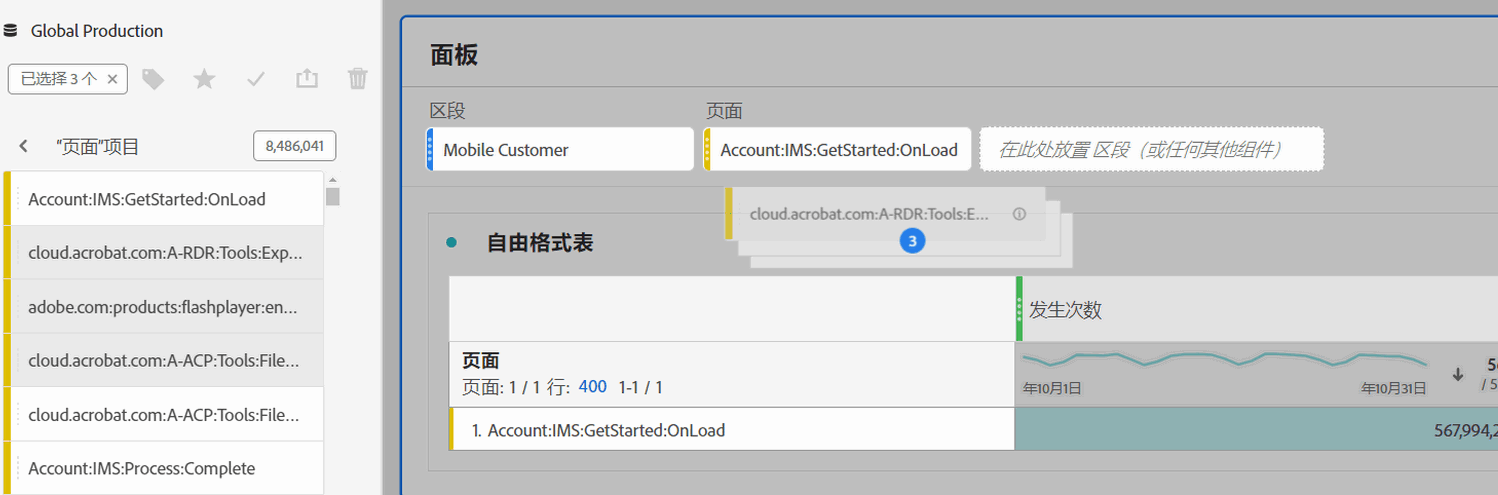 Global Production
已选择 3 个 ×
“页面”项目
8,486,041
Account:IMS:GetStarted:OnLoad
cloud.acrobat.com:A-RDR:Tools:Exp...
adobe.com:products:flashplayer:en...
cloud.acrobat.com:A-ACP:Tools:File...
cloud.acrobat.com:A-ACP:Tools:File...
Account:IMS:Process:Complete
面板
区段
页面
Mobile Customer
Account:IMS:GetStarted:OnLoad
在此处放置 区段（或任何其他组件）
cloud.acrobat.com:A-RDR:Tools:E...
3
自由格式表
发生次数
页面
页面: 1 / 1 行: 400 1-1 / 1
年10月1日
年10月31日
/ 5
1. Account:IMS:GetStarted:OnLoad
567,994,2